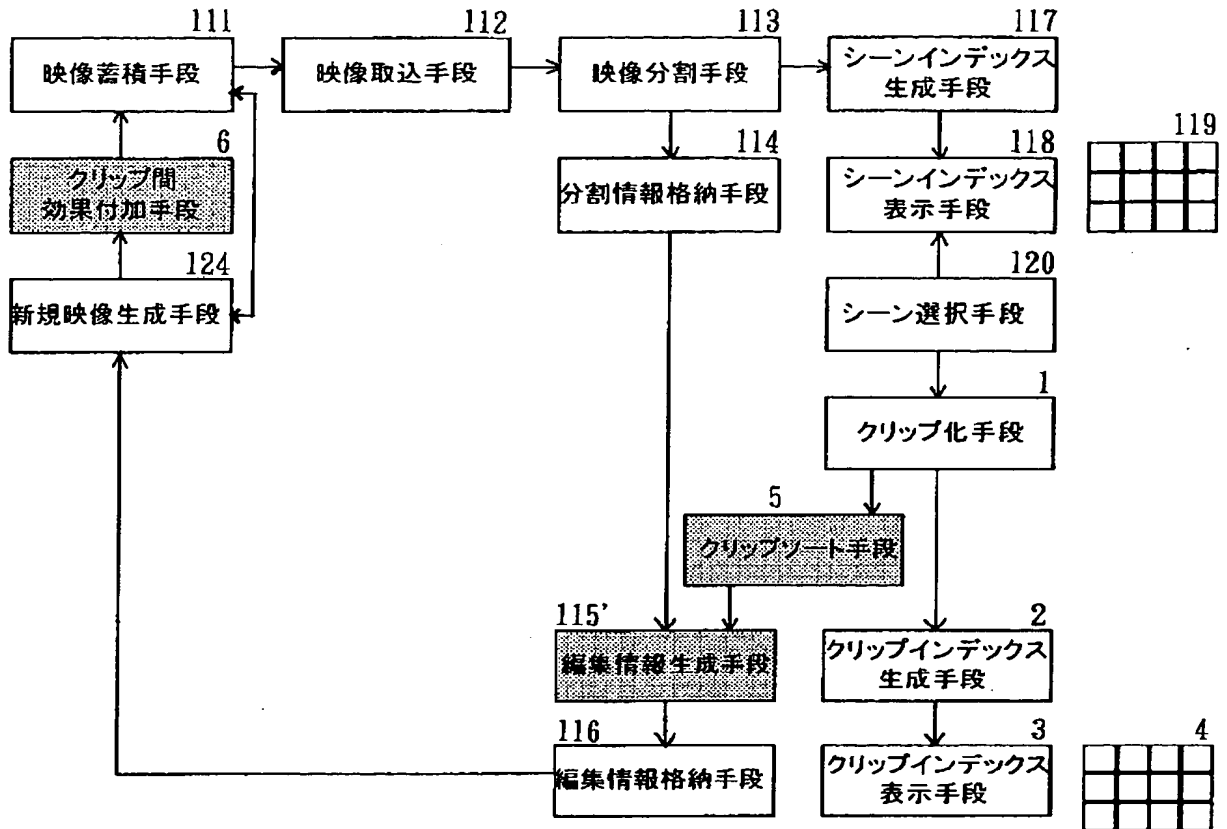 111
映像蓄積手段
112
映像取込手段
113
映像分割手段
117
シーンインデックス
生成手段
6
クリップ間
効果付加手段
114
分割情報格納手段
118
シーンインデックス
表示手段
119
124
新規映像生成手段
120
シーン選択手段
1
クリップ化手段
5
クリップソート手段
115'
編集情報生成手段
2
クリップインデックス
生成手段
116
編集情報格納手段
3
クリップインデックス
表示手段
4